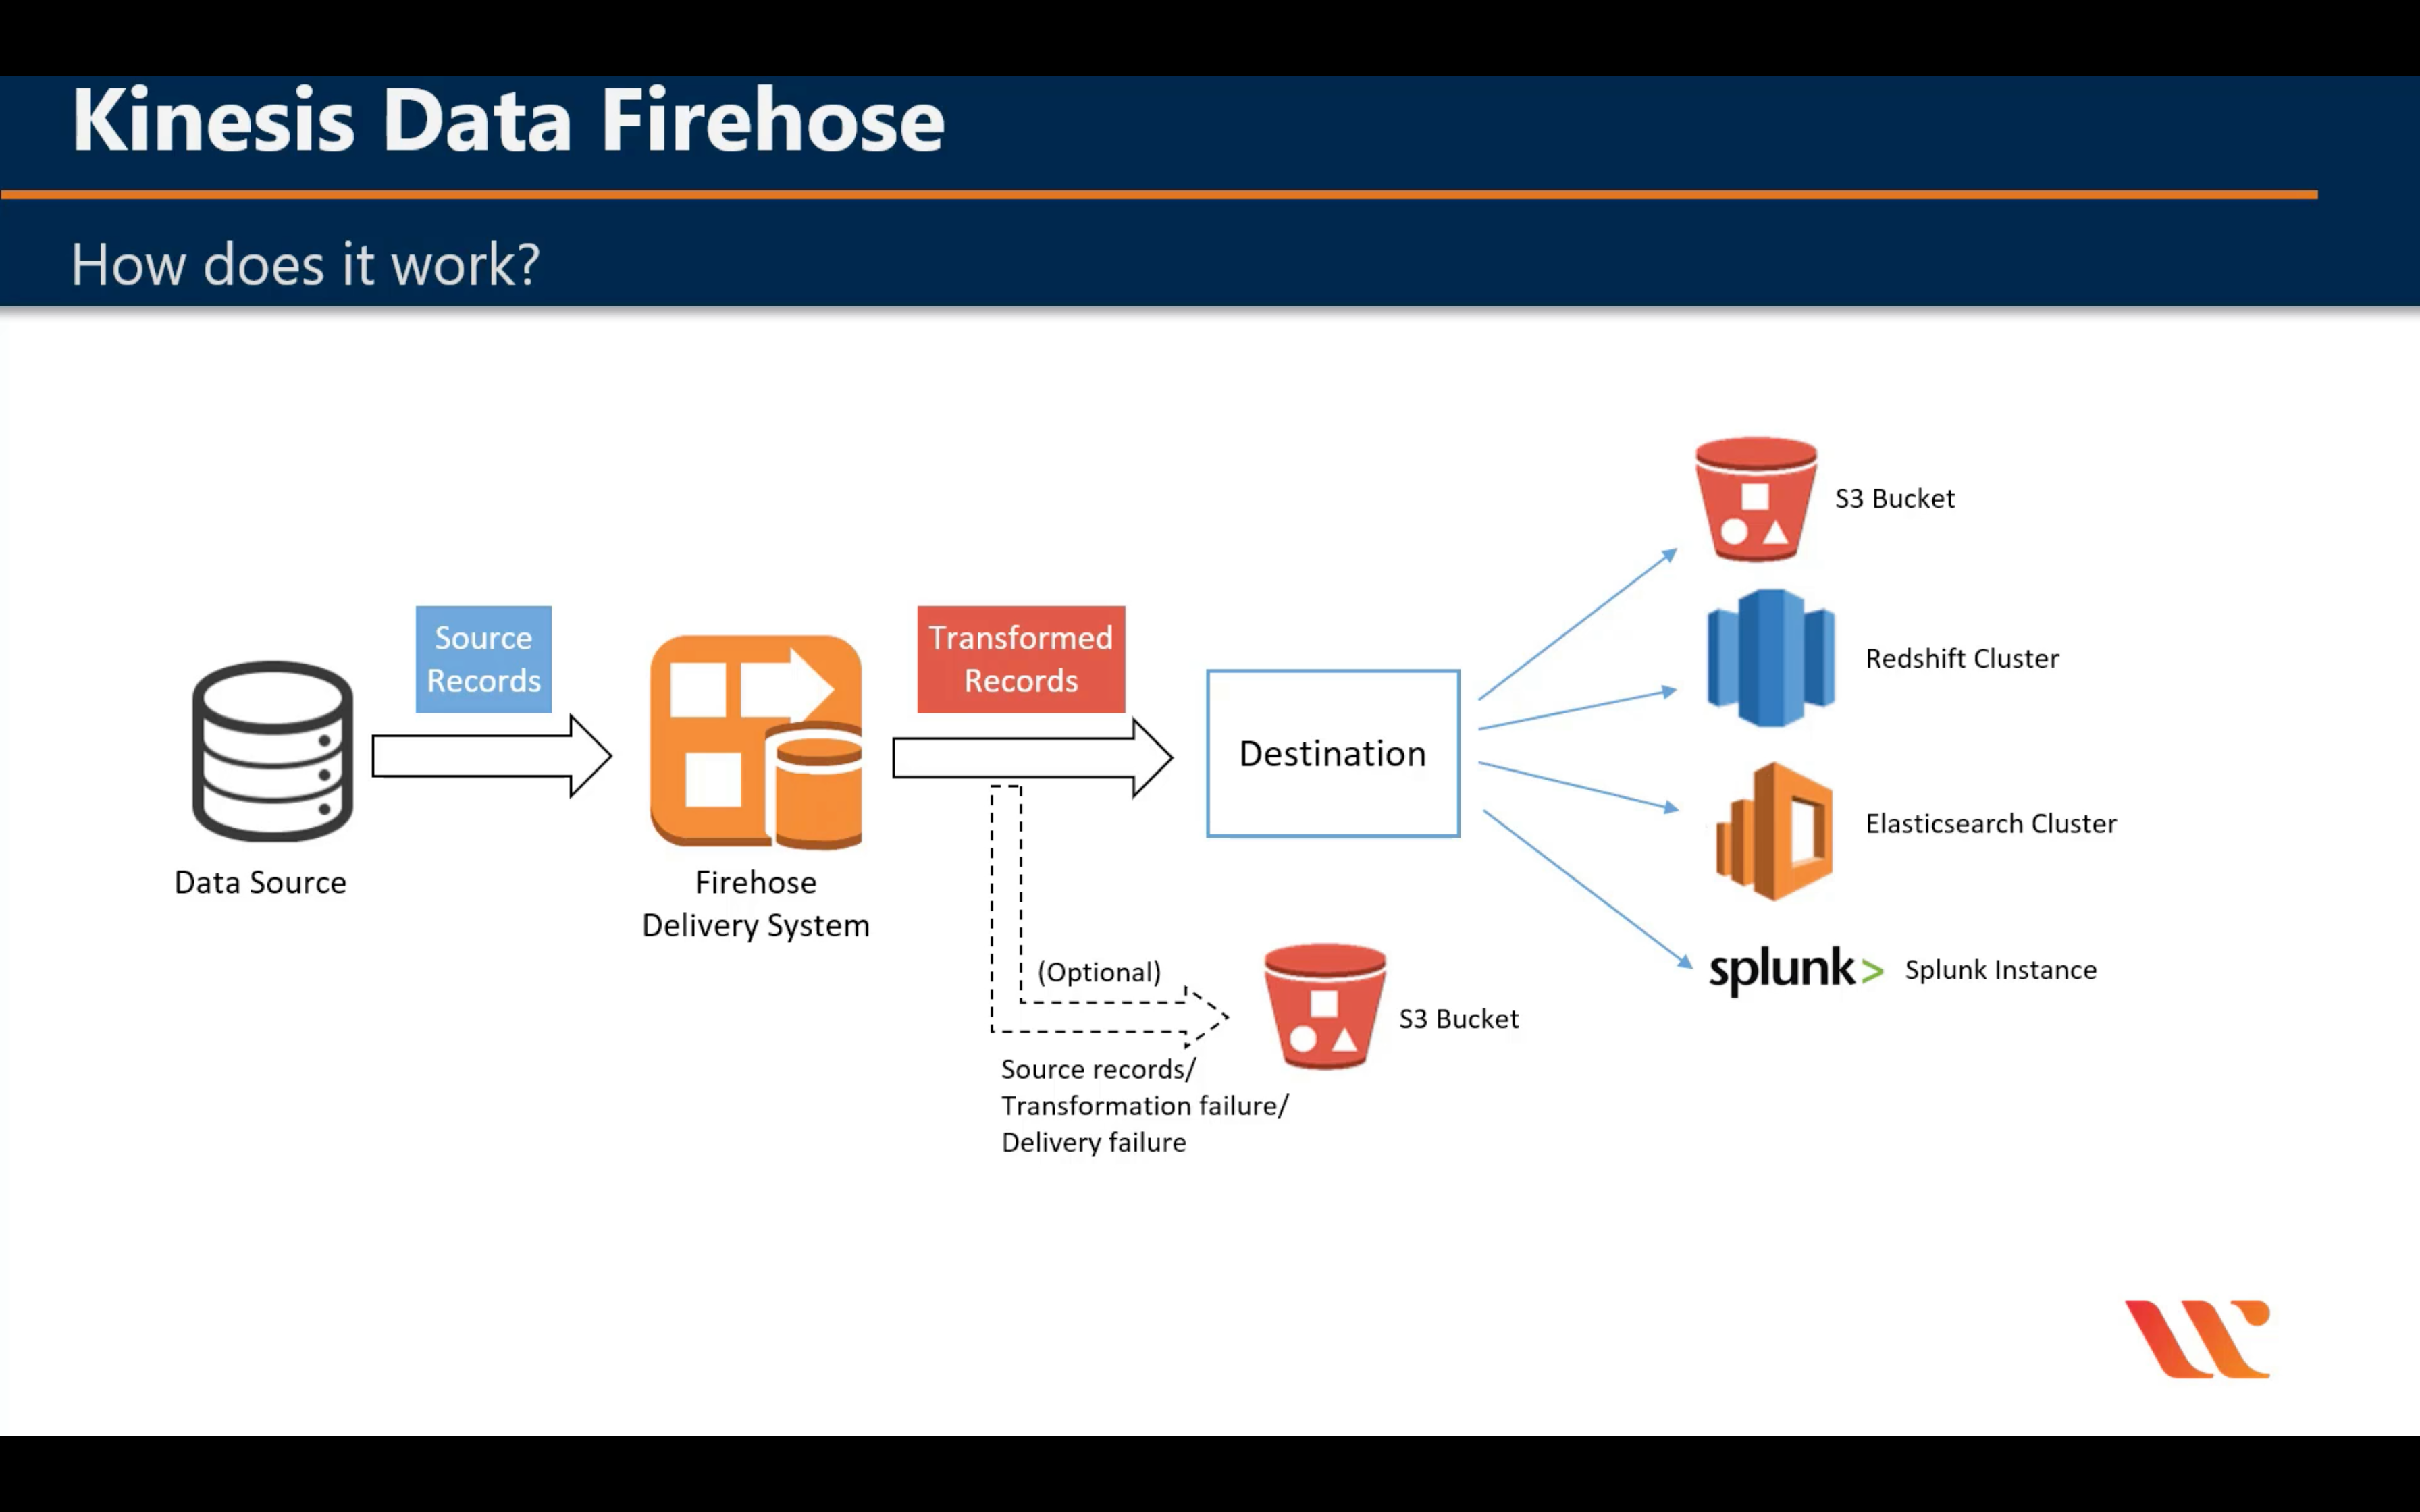 Kinesis Data Firehose
How does it work?
Source
Records
Data Source
Firehose
Delivery System
Transformed
Records
Destination
S3 Bucket
Redshift Cluster
Elasticsearch Cluster
splunk> Splunk Instance
(Optional)
S3 Bucket
Source records/
Transformation failure/
Delivery failure